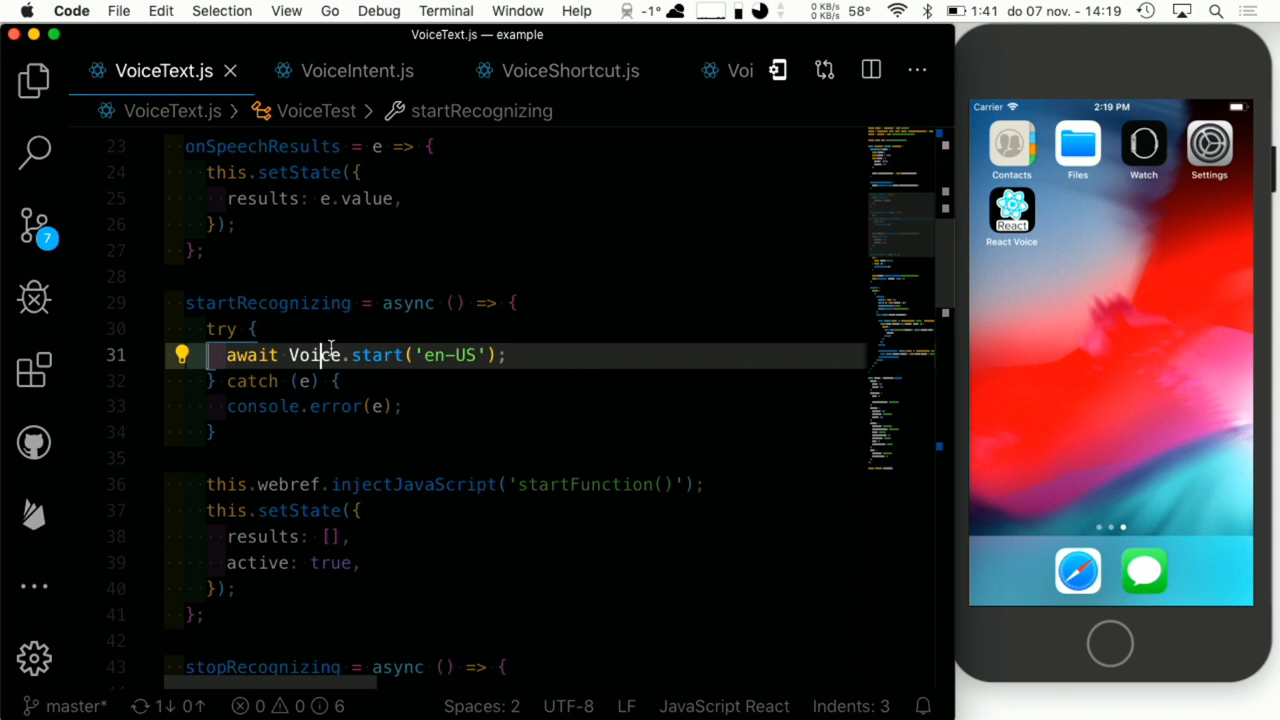 Code File Edit Selection View Go Debug Terminal Window Help -1° 0 KB/s 0 KB/s 58° 1:41 do 07 nov. - 14:19
VoiceText.js — example
VoiceText.js VoiceIntent.js VoiceShortcut.js Voi
VoiceText.js > VoiceTest > startRecognizing
23 onSpeechResults = e => {
24 this.setState({
25 results: e.value,
26 });
27 };
28
29 startRecognizing = async () => {
30 try {
31 await Voice.start('en-US');
32 } catch (e) {
33 console.error(e);
34 }
35
36 this.webref.injectJavaScript('startFunction()');
37 this.setState({
38 results: [],
39 active: true,
40 });
41 };
42
43 stopRecognizing = async () => {
7
master* 1↓ 0↑ 0 0 6 Spaces: 2 UTF-8 LF JavaScript React Indents: 3
Carrier 2:19 PM
Contacts Files Watch Settings
React
React Voice